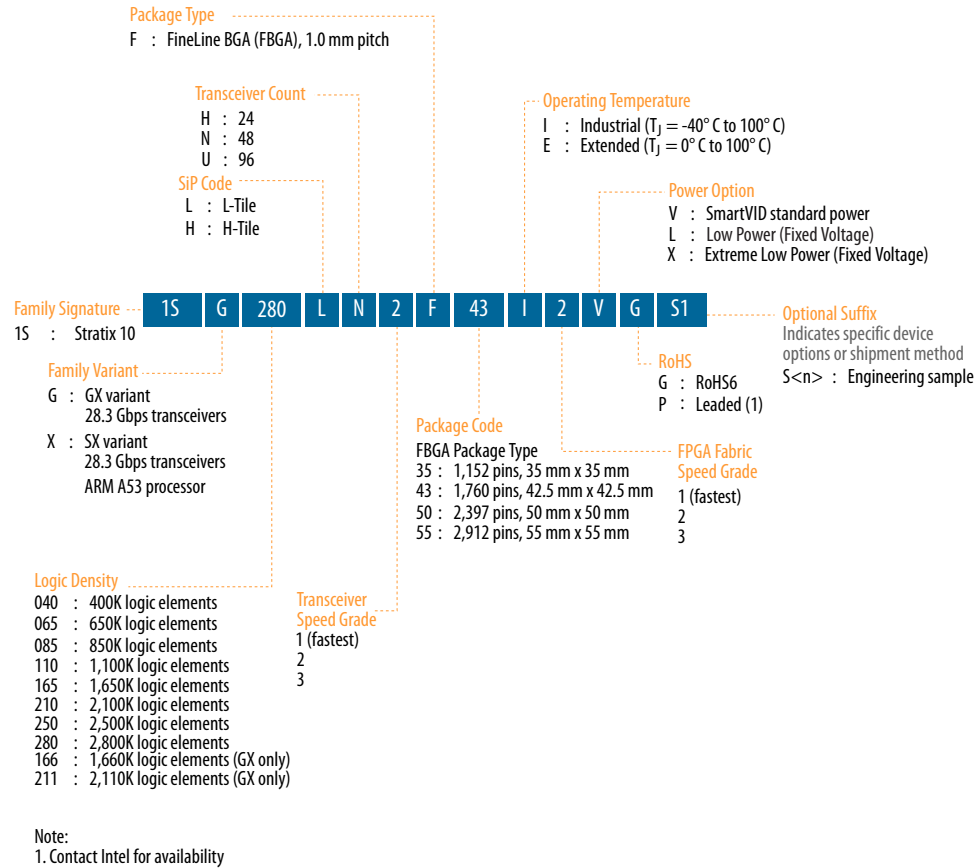 Package Type
F : FineLine BGA (FBGA), 1.0 mm pitch
Transceiver Count
H : 24
N : 48
U : 96
SiP Code
L : L-Tile
H : H-Tile
Operating Temperature
I : Industrial (TJ = -40° C to 100° C)
E : Extended (TJ = 0° C to 100° C)
Power Option
V : SmartVID standard power
L : Low Power (Fixed Voltage)
X : Extreme Low Power (Fixed Voltage)
Family Signature
1S : Stratix 10
1S G 280 L N 2 F 43 I 2 V G S1
Optional Suffix
Indicates specific device
options or shipment method
S<n> : Engineering sample
Family Variant
G : GX variant
28.3 Gbps transceivers
X : SX variant
28.3 Gbps transceivers
ARM A53 processor
RoHS
G : RoHS6
P : Leaded (1)
Package Code
FBGA Package Type
35 : 1,152 pins, 35 mm x 35 mm
43 : 1,760 pins, 42.5 mm x 42.5 mm
50 : 2,397 pins, 50 mm x 50 mm
55 : 2,912 pins, 55 mm x 55 mm
FPGA Fabric
Speed Grade
1 (fastest)
2
3
Logic Density
040 : 400K logic elements
065 : 650K logic elements
085 : 850K logic elements
110 : 1,100K logic elements
165 : 1,650K logic elements
210 : 2,100K logic elements
250 : 2,500K logic elements
280 : 2,800K logic elements
166 : 1,660K logic elements (GX only)
211 : 2,110K logic elements (GX only)
Transceiver
Speed Grade
1 (fastest)
2
3
Note:
1. Contact Intel for availability